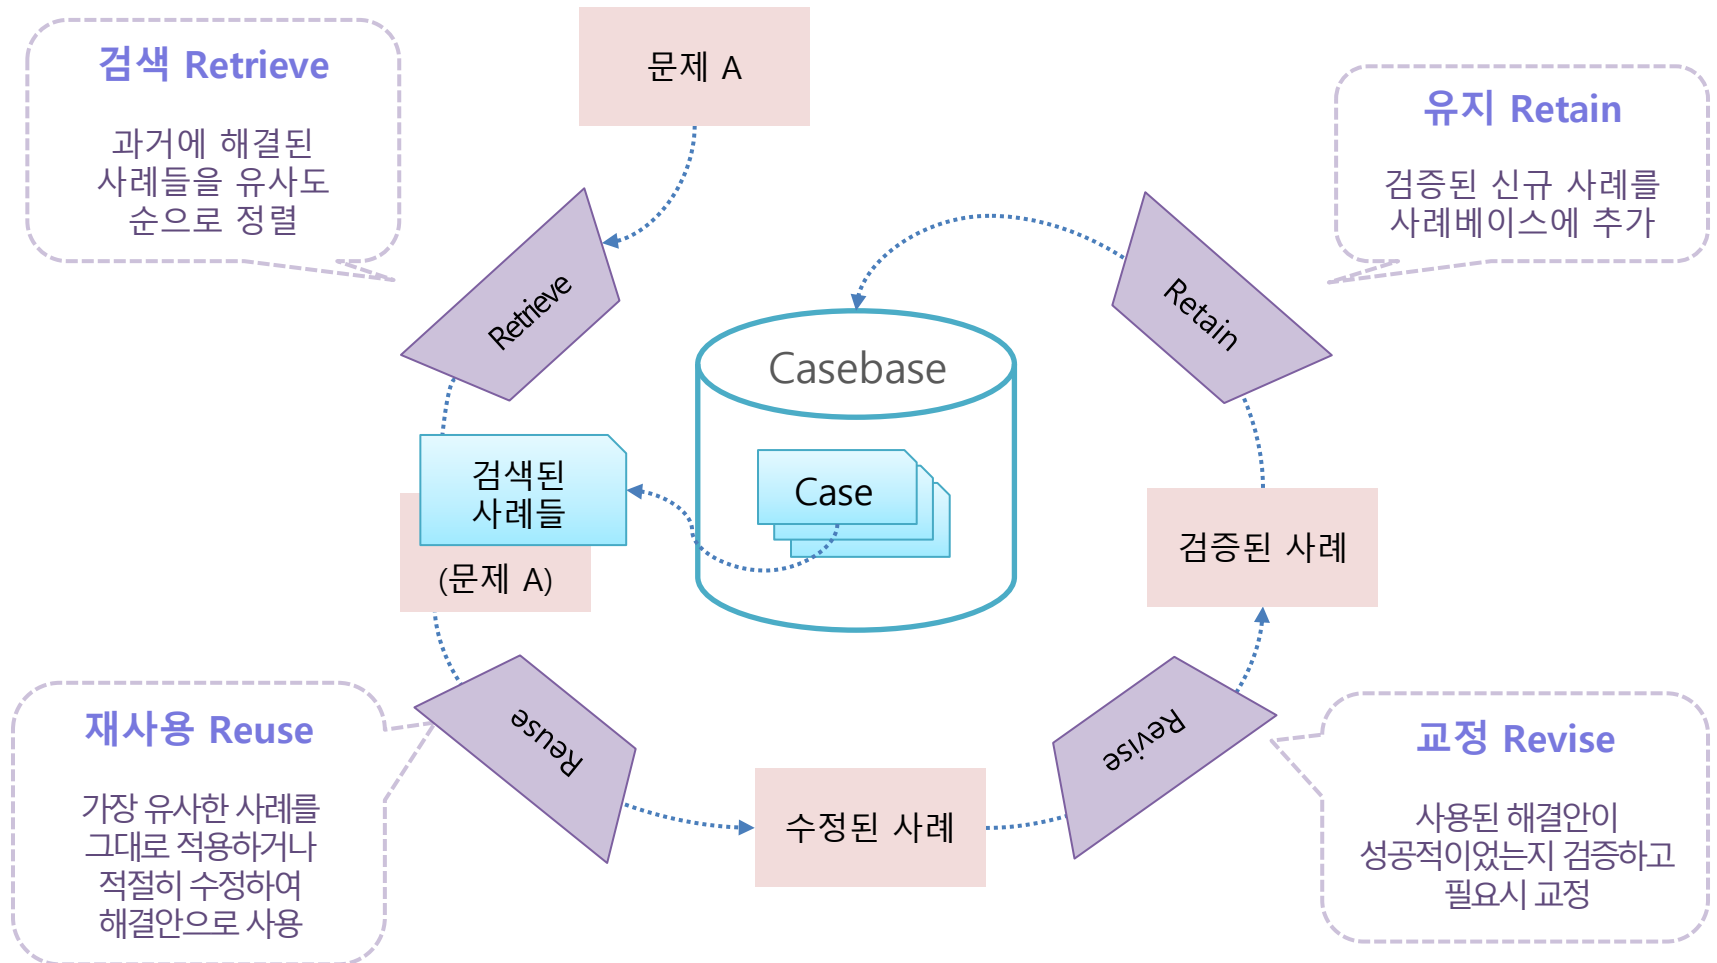 검색 Retrieve
과거에 해결된
사례들을 유사도
순으로 정렬
문제 A
유지 Retain
검증된 신규 사례를
사례베이스에 추가
Retrieve
Retain
Casebase
Case
검색된
사례들
(문제 A)
검증된 사례
Reuse
Revise
수정된 사례
재사용 Reuse
가장 유사한 사례를
그대로 적용하거나
적절히 수정하여
해결안으로 사용
교정 Revise
사용된 해결안이
성공적이었는지 검증하고
필요시 교정